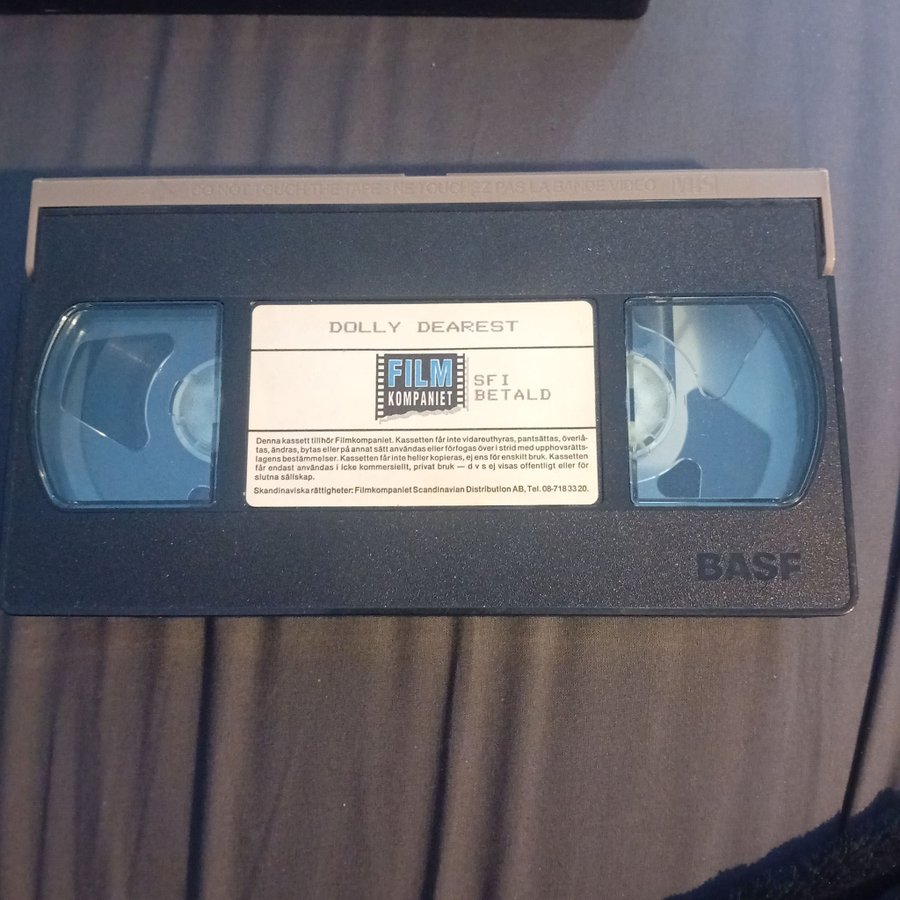 DO NOT TOUCH THE TAPE · NE TOUCHEZ PAS LA BANDE VIDEO VHS
DOLLY DEAREST
FILM
KOMPANIET
SFI
BETALD
Denna kassett tillhör Filmkompaniet. Kassetten får inte vidareuthyras, pantsättas, överlå-
tas, ändras, bytas eller på annat sätt användas eller förfogas över i strid med upphovsrätts-
lagens bestämmelser. Kassetten får inte heller kopieras, ej ens för enskilt bruk. Kassetten
får endast användas i icke kommersiellt, privat bruk — d v s ej visas offentligt eller för
slutna sällskap.
Skandinaviska rättigheter: Filmkompaniet Scandinavian Distribution AB, Tel. 08-718 33 20.
BASF